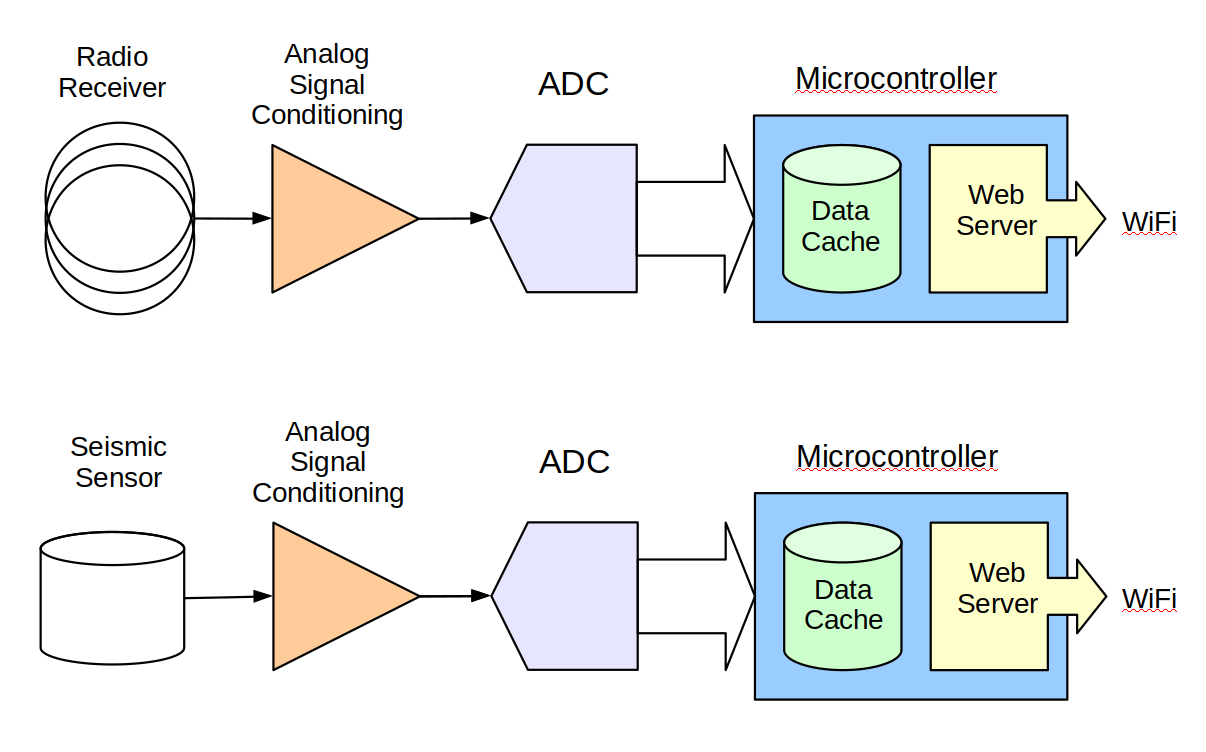 Radio
Receiver
Analog
Signal
Conditioning
ADC
Microcontroller
Data
Cache
Web
Server
WiFi
Seismic
Sensor
Analog
Signal
Conditioning
ADC
Microcontroller
Data
Cache
Web
Server
WiFi